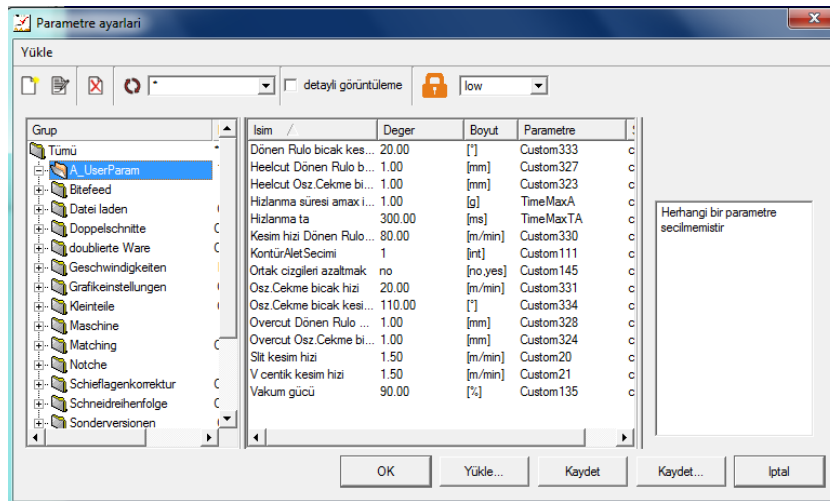 Parametre ayarlari
Yükle
* detayli görüntüleme low
Grup
Tümü
A_UserParam
Bitefeed
Datei laden
Doppelschnitte
doublierte Ware
Geschwindigkeiten
Grafikeinstellungen
Kleinteile
Maschine
Matching
Notche
Schieflagenkorrektur
Schneidreihenfolge
Sonderversionen
Isim Deger Boyut Parametre
Dönen Rulo bicak kes... 20.00 [°] Custom333
Heelcut Dönen Rulo b... 1.00 [mm] Custom327
Heelcut Osz.Cekme bi... 1.00 [mm] Custom323
Hizlanma süresi amax i... 1.00 [g] TimeMaxA
Hizlanma ta 300.00 [ms] TimeMaxTA
Kesim hizi Dönen Rulo... 80.00 [m/min] Custom330
KontürAletSecimi 1 [int] Custom111
Ortak cizgileri azaltmak no [no,yes] Custom145
Osz.Cekme bicak hizi 20.00 [m/min] Custom331
Osz.Cekme bicak kesi... 110.00 [°] Custom334
Overcut Dönen Rulo ... 1.00 [mm] Custom328
Overcut Osz.Cekme bi... 1.00 [mm] Custom324
Slit kesim hizi 1.50 [m/min] Custom20
V centik kesim hizi 1.50 [m/min] Custom21
Vakum gücü 90.00 [%] Custom135
Herhangi bir parametre
secilmemistir
OK Yükle... Kaydet Kaydet... Iptal